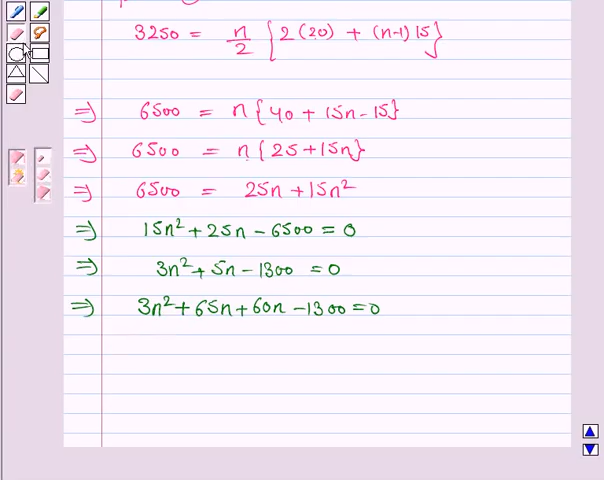 3250 = n/2 {2(20) + (n-1)15}
⇒ 6500 = n{40 + 15n - 15}
⇒ 6500 = n{25 + 15n}
⇒ 6500 = 25n + 15n²
⇒ 15n² + 25n - 6500 = 0
⇒ 3n² + 5n - 1300 = 0
⇒ 3n² + 65n + 60n - 1300 = 0